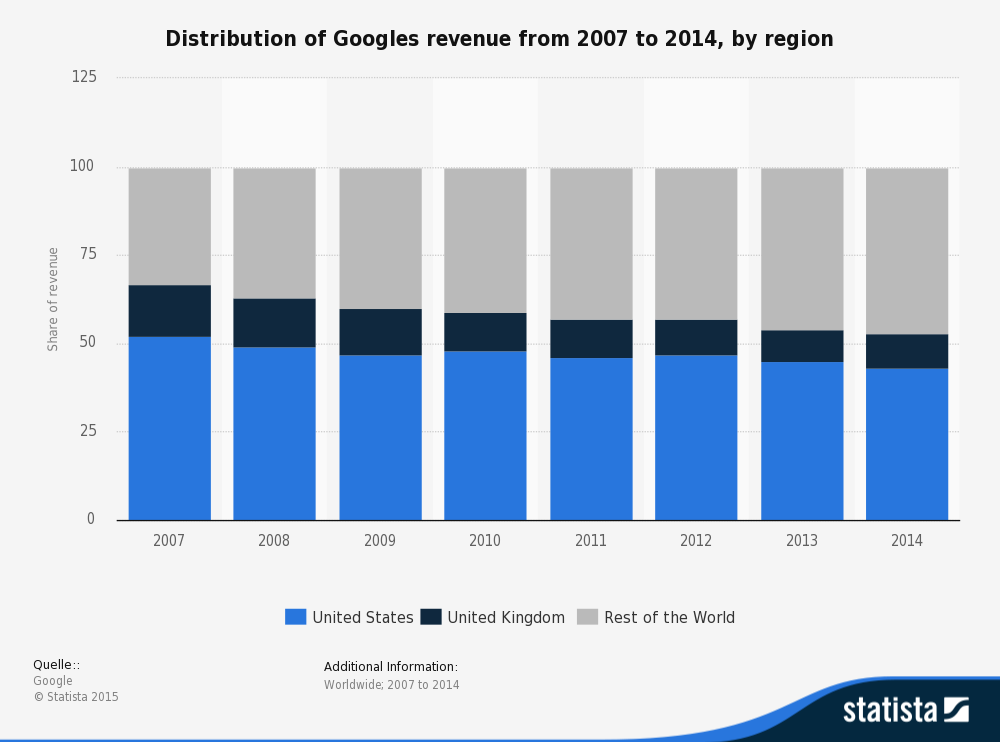 Distribution of Googles revenue from 2007 to 2014, by region
125
100
75
50
25
0
Share of revenue
2007 2008 2009 2010 2011 2012 2013 2014
United States United Kingdom Rest of the World
Quelle::
Google
© Statista 2015
Additional Information:
Worldwide; 2007 to 2014
statista